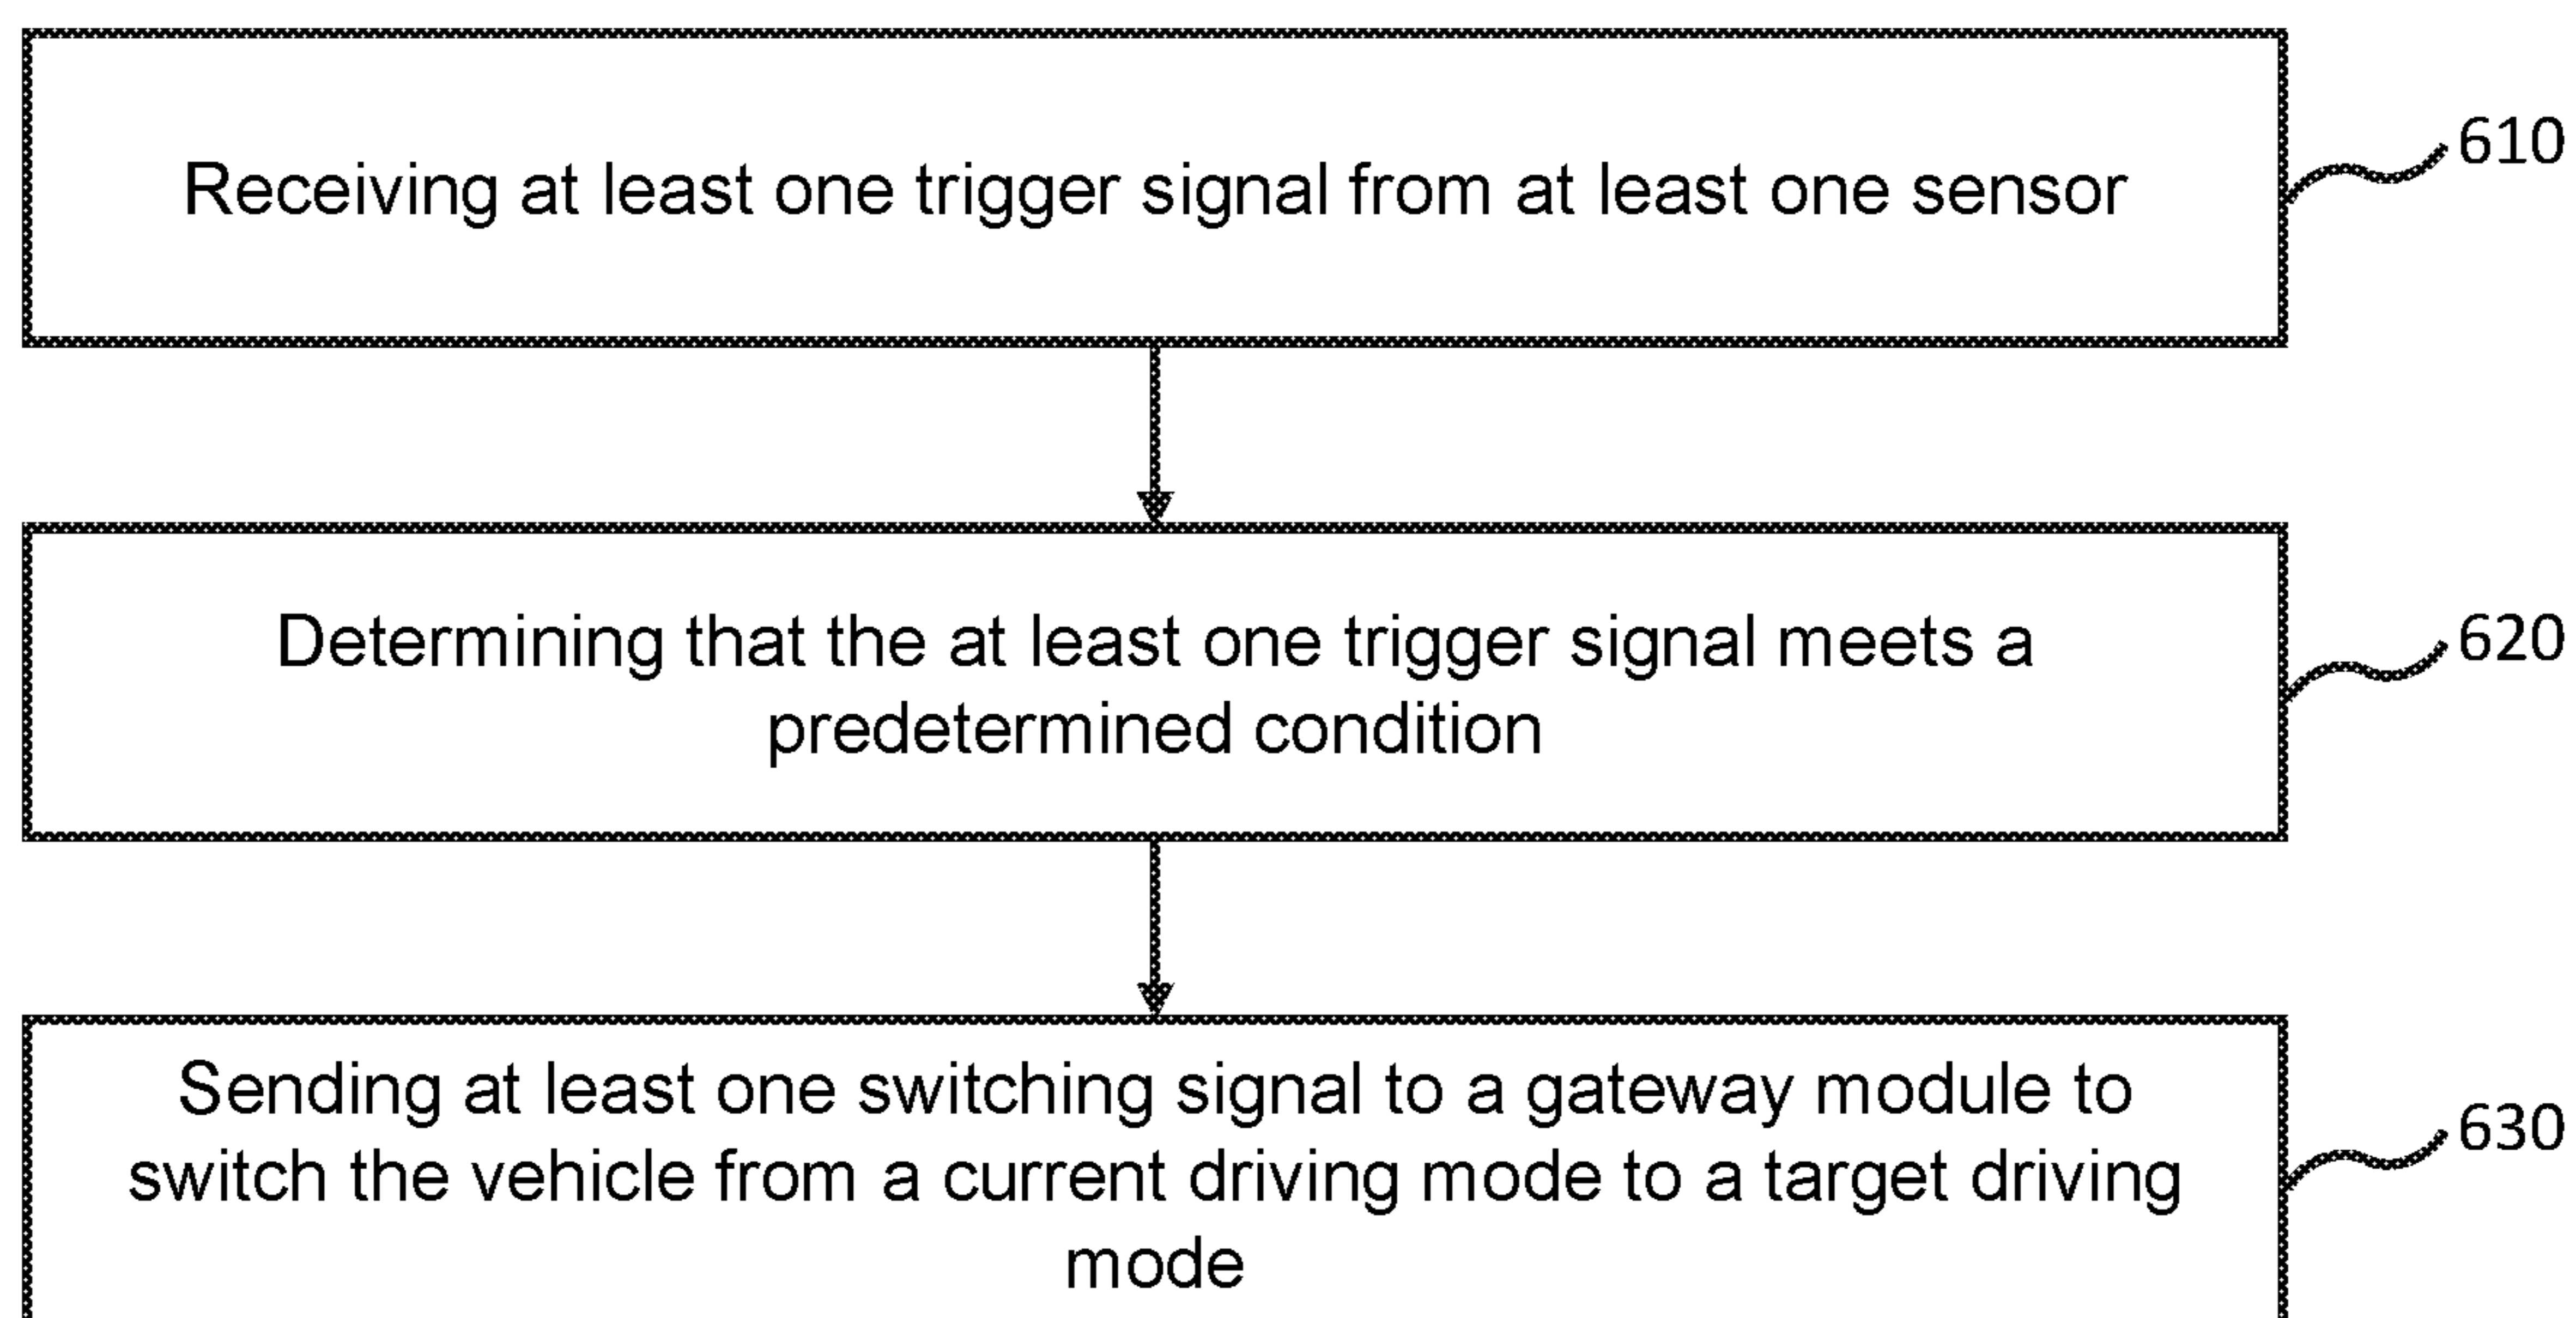 Receiving at least one trigger signal from at least one sensor
610
Determining that the at least one trigger signal meets a
predetermined condition
620
Sending at least one switching signal to a gateway module to
switch the vehicle from a current driving mode to a target driving
mode
630